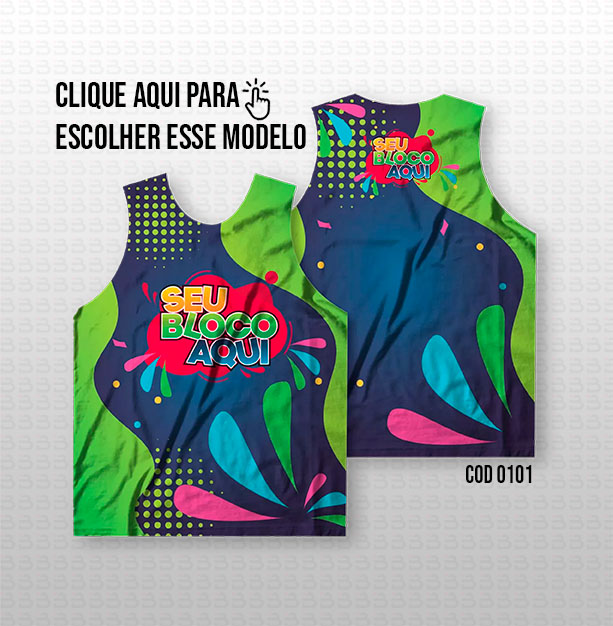 CLIQUE AQUI PARA
ESCOLHER ESSE MODELO
SEU
BLOCO
AQUI
SEU
BLOCO
AQUI
COD 0101